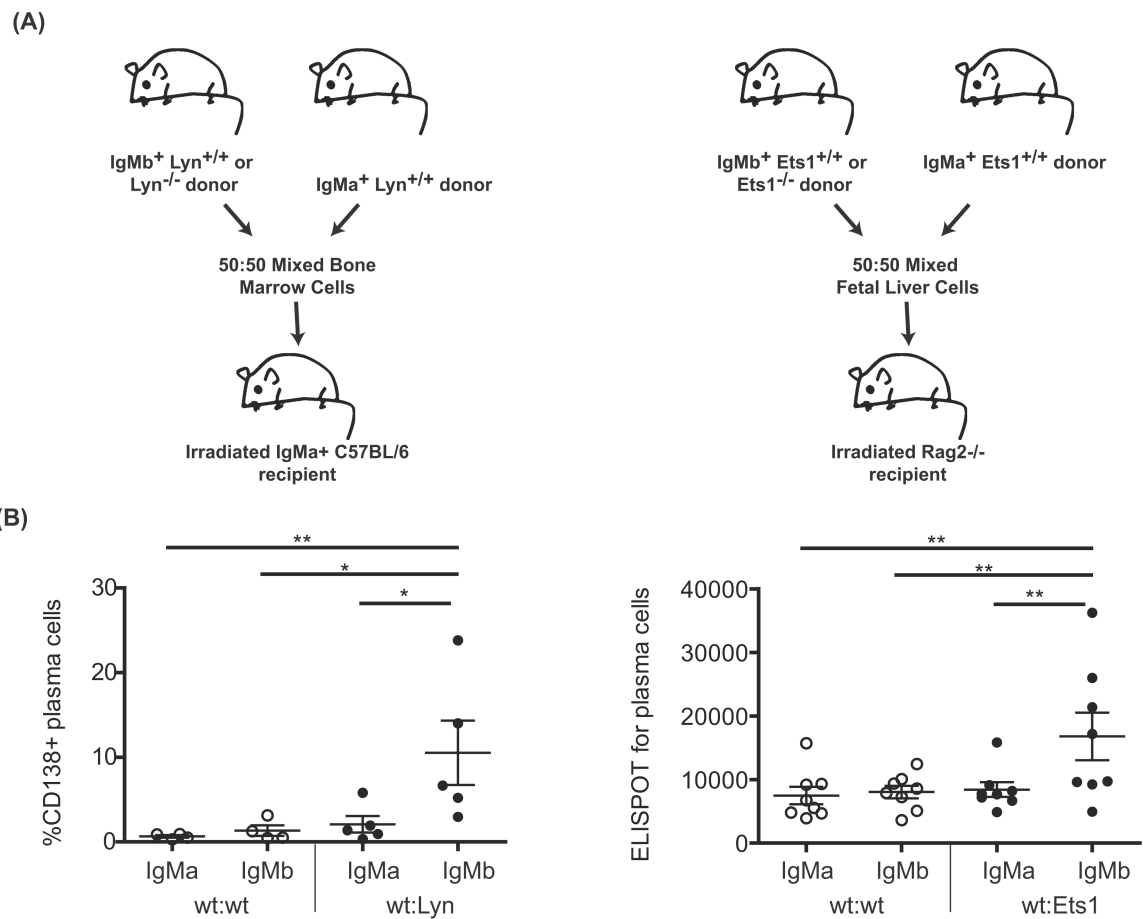 (A)
IgMb+ Lyn+/+ or
Lyn-/- donor
IgMa+ Lyn+/+ donor
50:50 Mixed Bone
Marrow Cells
Irradiated IgMa+ C57BL/6
recipient
IgMb+ Ets1+/+ or
Ets1-/- donor
IgMa+ Ets1+/+ donor
50:50 Mixed
Fetal Liver Cells
Irradiated Rag2-/-
recipient
(B)
**
*
*
30
20
10
0
%CD138+ plasma cells
IgMa IgMb IgMa IgMb
wt:wt wt:Lyn
**
**
**
40000
30000
20000
10000
0
ELISPOT for plasma cells
IgMa IgMb IgMa IgMb
wt:wt wt:Ets1